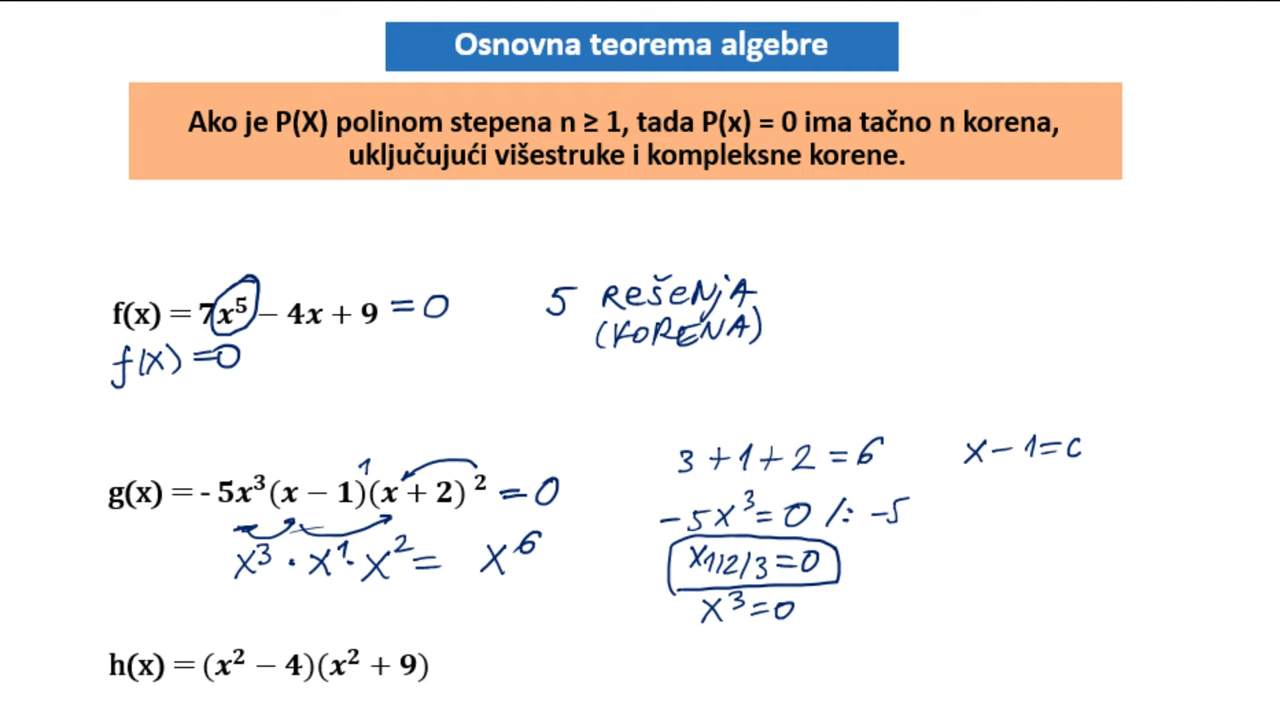 Osnovna teorema algebre
Ako je P(X) polinom stepena n ≥ 1, tada P(x) = 0 ima tačno n korena,
uključujući višestruke i kompleksne korene.
f(x) = 7x⁵ – 4x + 9 = 0
5 REŠENJA
(KORENA)
f(x) = 0
3 + 1 + 2 = 6
x – 1 = 0
1
g(x) = - 5x³(x – 1)(x + 2)² = 0
– 5x³ = 0 /: –5
x³ · x¹ · x² = x⁶
x1/2/3 = 0
x³ = 0
h(x) = (x² – 4)(x² + 9)